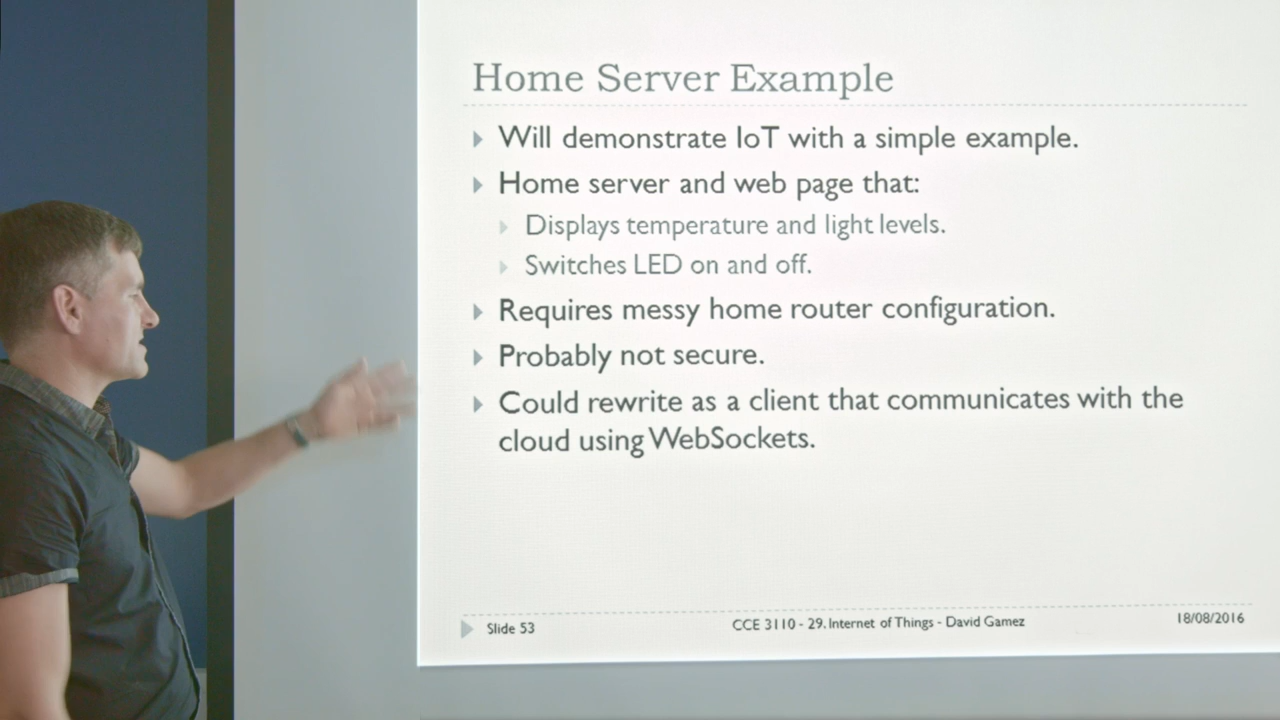 Home Server Example
Will demonstrate IoT with a simple example.
Home server and web page that:
Displays temperature and light levels.
Switches LED on and off.
Requires messy home router configuration.
Probably not secure.
Could rewrite as a client that communicates with the
cloud using WebSockets.
Slide 53
CCE 3110 - 29. Internet of Things - David Gamez
18/08/2016